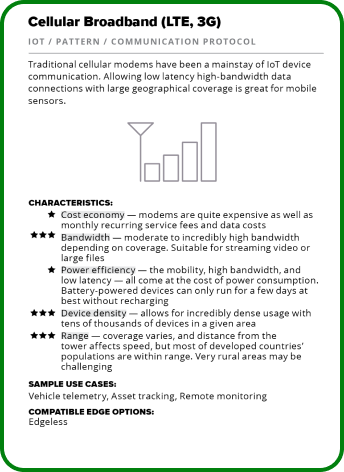 Cellular Broadband (LTE, 3G)
IOT / PATTERN / COMMUNICATION PROTOCOL
Traditional cellular modems have been a mainstay of IoT device
communication. Allowing low latency high-bandwidth data
connections with large geographical coverage is great for mobile
sensors.
CHARACTERISTICS:
★ Cost economy — modems are quite expensive as well as
monthly recurring service fees and data costs
★★★ Bandwidth — moderate to incredibly high bandwidth
depending on coverage. Suitable for streaming video or
large files
★ Power efficiency — the mobility, high bandwidth, and
low latency — all come at the cost of power consumption.
Battery-powered devices can only run for a few days at
best without recharging
★★★ Device density — allows for incredibly dense usage with
tens of thousands of devices in a given area
★★★ Range — coverage varies, and distance from the
tower affects speed, but most of developed countries'
populations are within range. Very rural areas may be
challenging
SAMPLE USE CASES:
Vehicle telemetry, Asset tracking, Remote monitoring
COMPATIBLE EDGE OPTIONS:
Edgeless